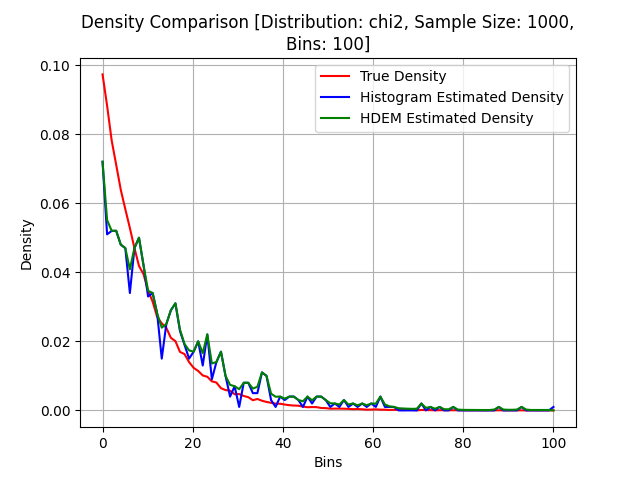 Density Comparison [Distribution: chi2, Sample Size: 1000,
Bins: 100]
True Density
Histogram Estimated Density
HDEM Estimated Density
Density
0.10
0.08
0.06
0.04
0.02
0.00
0
20
40
60
80
100
Bins